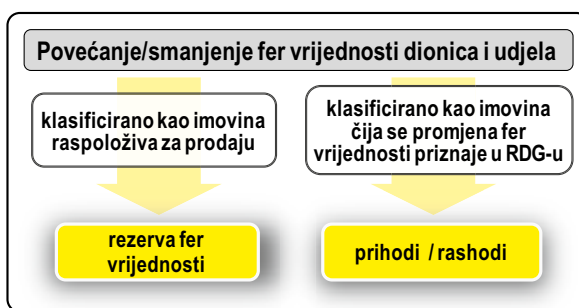 Povećanje/smanjenje fer vrijednosti dionica i udjela
klasificirano kao imovina
raspoloživa za prodaju
klasificirano kao imovina
čija se promjena fer
vrijednosti priznaje u RDG-u
rezerva fer
vrijednosti
prihodi / rashodi